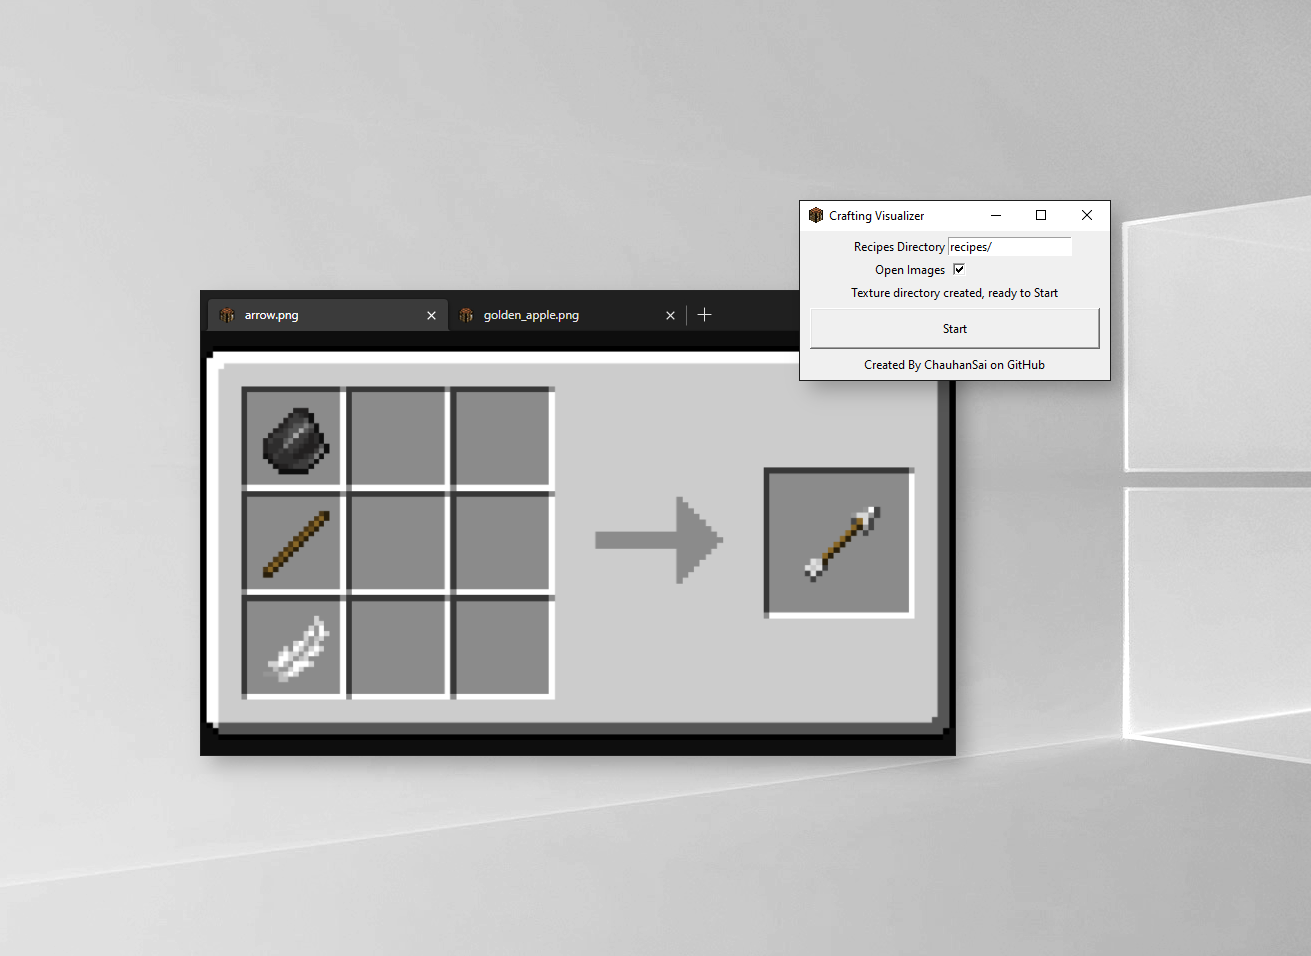 Crafting Visualizer
Recipes Directory recipes/
Open Images
Texture directory created, ready to Start
Start
Created By ChauhanSai on GitHub
arrow.png
golden_apple.png